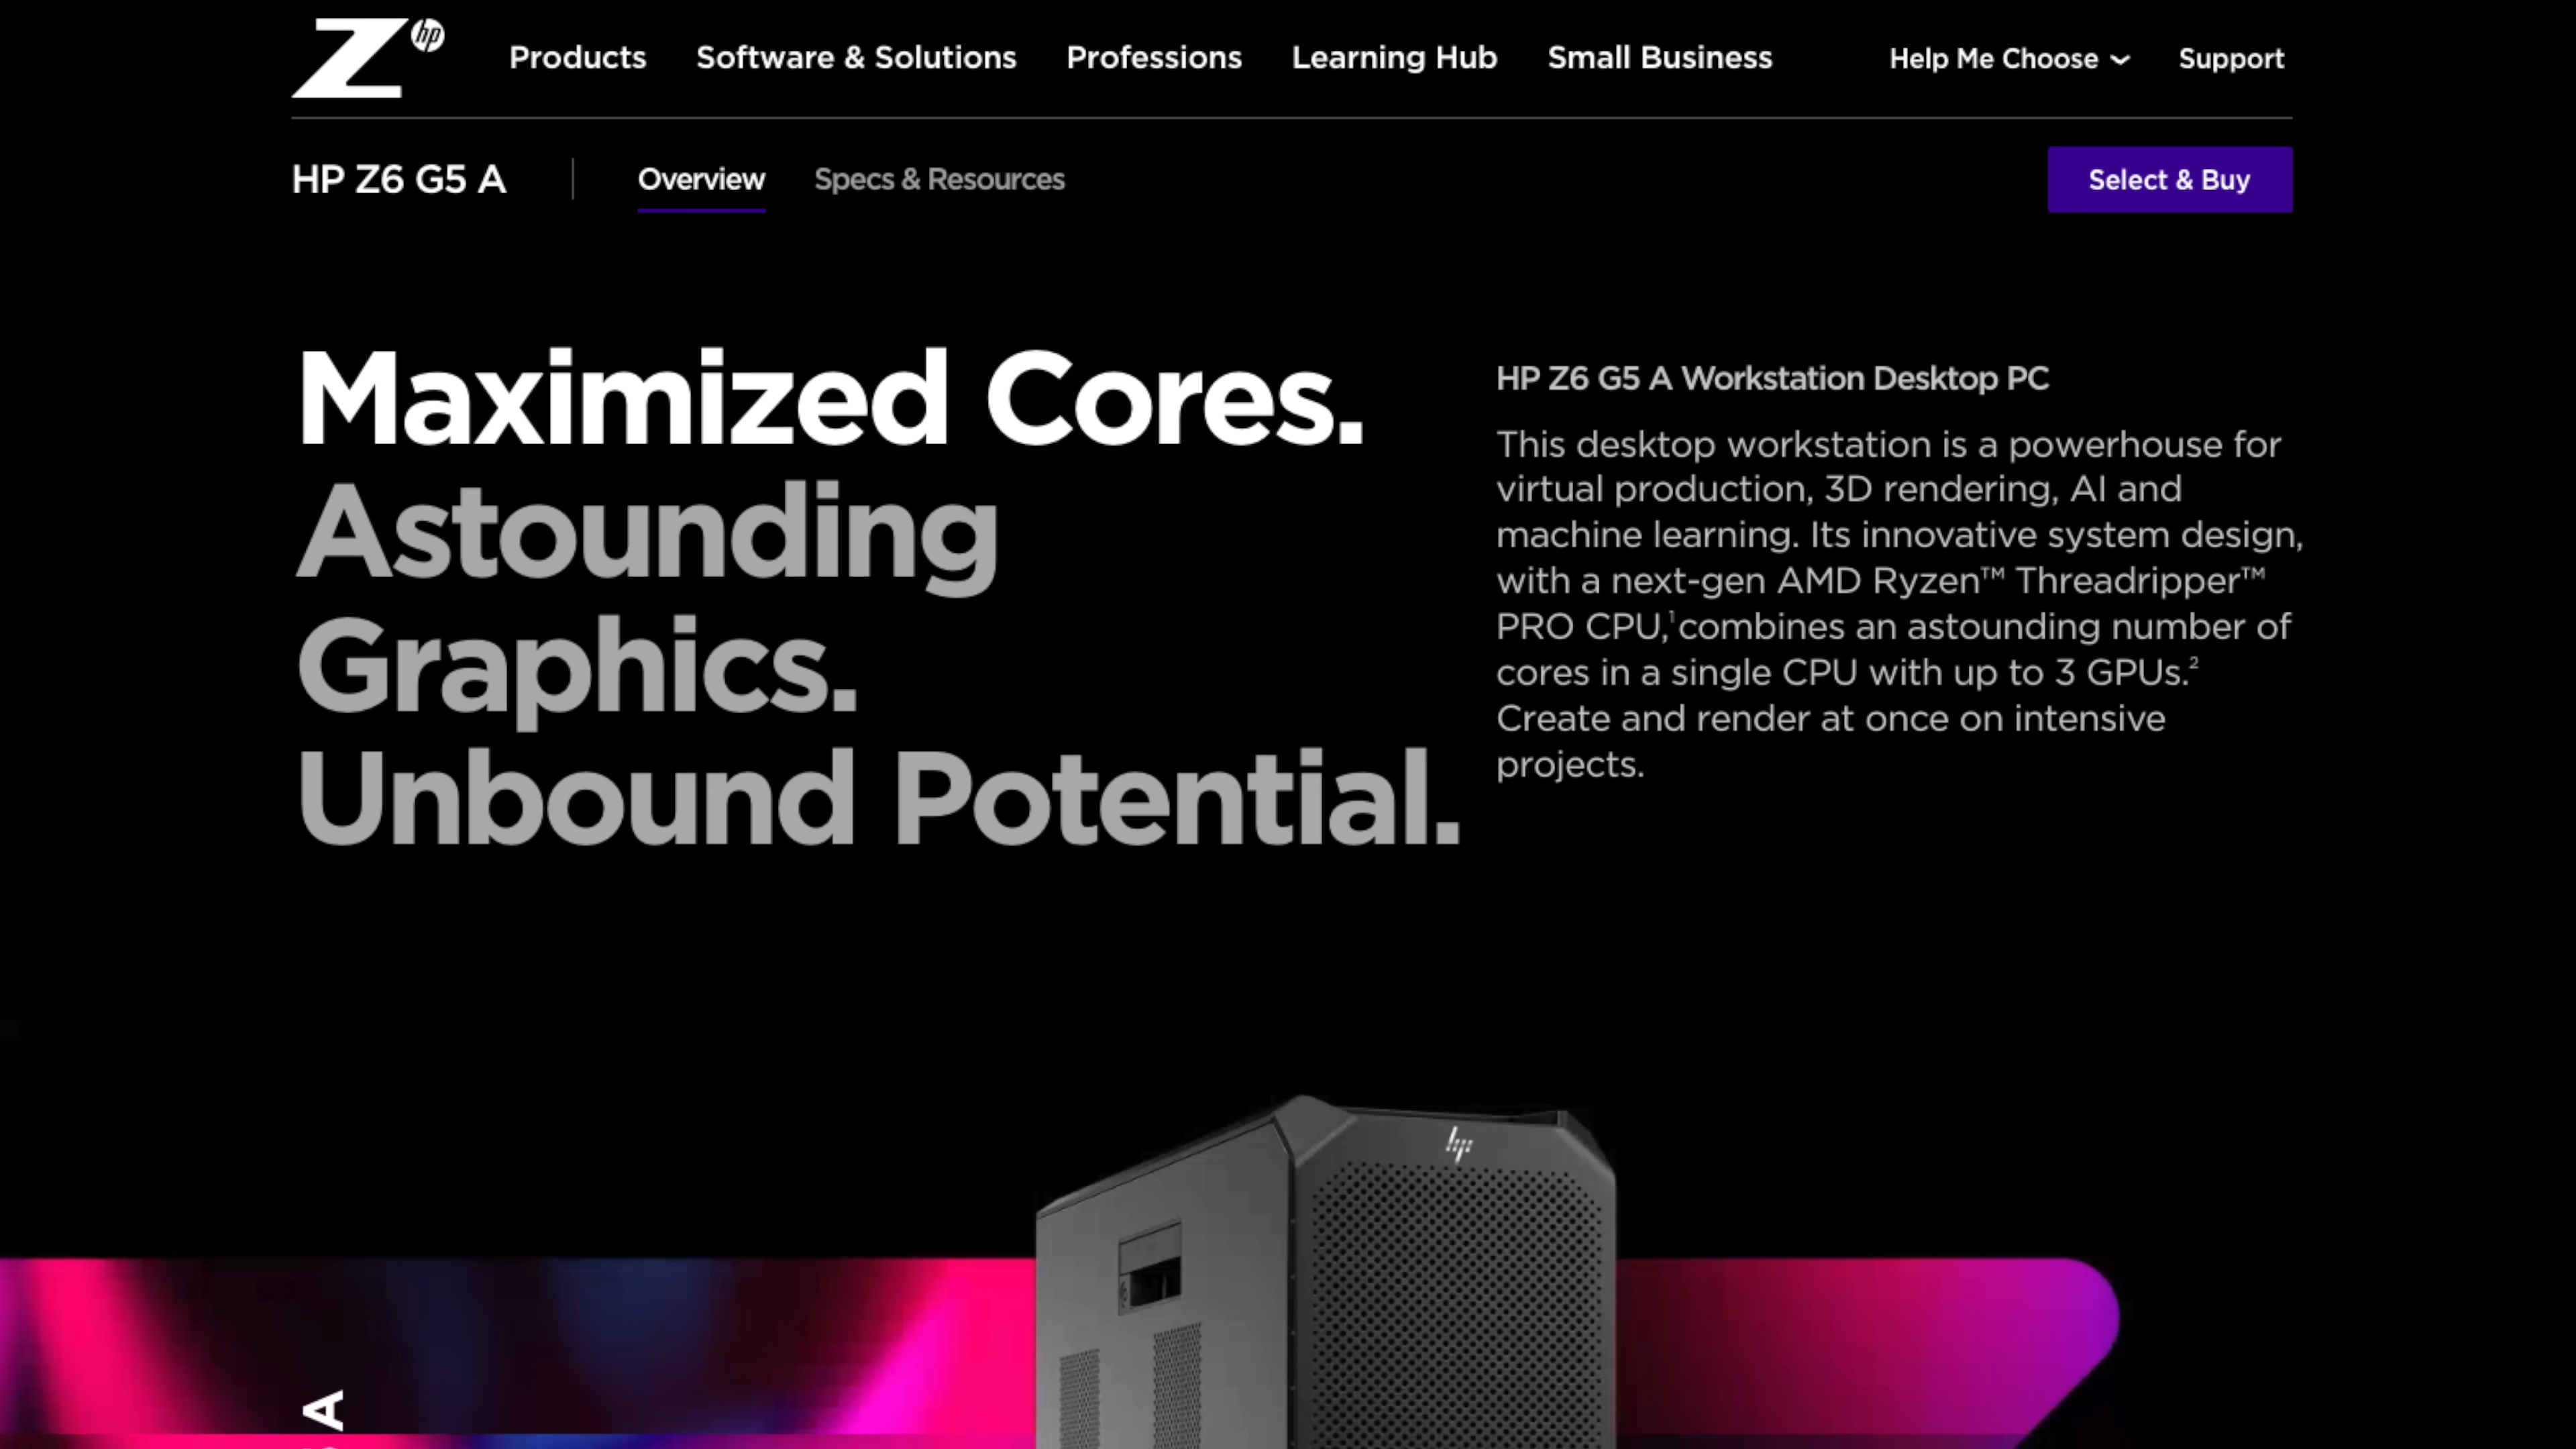 Z hp
Products Software & Solutions Professions Learning Hub Small Business Help Me Choose Support
HP Z6 G5 A Overview Specs & Resources Select & Buy
Maximized Cores.
Astounding
Graphics.
Unbound Potential.
HP Z6 G5 A Workstation Desktop PC
This desktop workstation is a powerhouse for
virtual production, 3D rendering, AI and
machine learning. Its innovative system design,
with a next-gen AMD Ryzen™ Threadripper™
PRO CPU,¹combines an astounding number of
cores in a single CPU with up to 3 GPUs.²
Create and render at once on intensive
projects.
hp
A